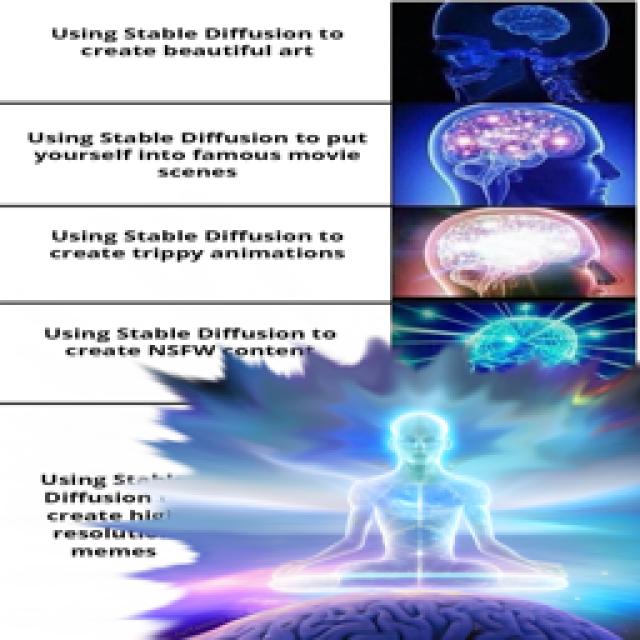 Using Stable Diffusion to
create beautiful art
Using Stable Diffusion to put
yourself into famous movie
scenes
Using Stable Diffusion to
create trippy animations
Using Stable Diffusion to
create NSFW content
Using
Diffusion
create
memes